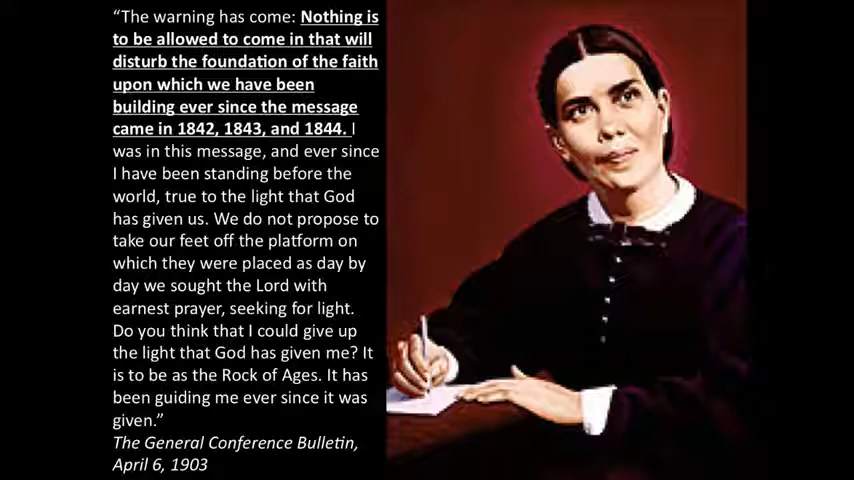 “The warning has come: Nothing is
to be allowed to come in that will
disturb the foundation of the faith
upon which we have been
building ever since the message
came in 1842, 1843, and 1844. I
was in this message, and ever since
I have been standing before the
world, true to the light that God
has given us. We do not propose to
take our feet off the platform on
which they were placed as day by
day we sought the Lord with
earnest prayer, seeking for light.
Do you think that I could give up
the light that God has given me? It
is to be as the Rock of Ages. It has
been guiding me ever since it was
given.”
The General Conference Bulletin,
April 6, 1903